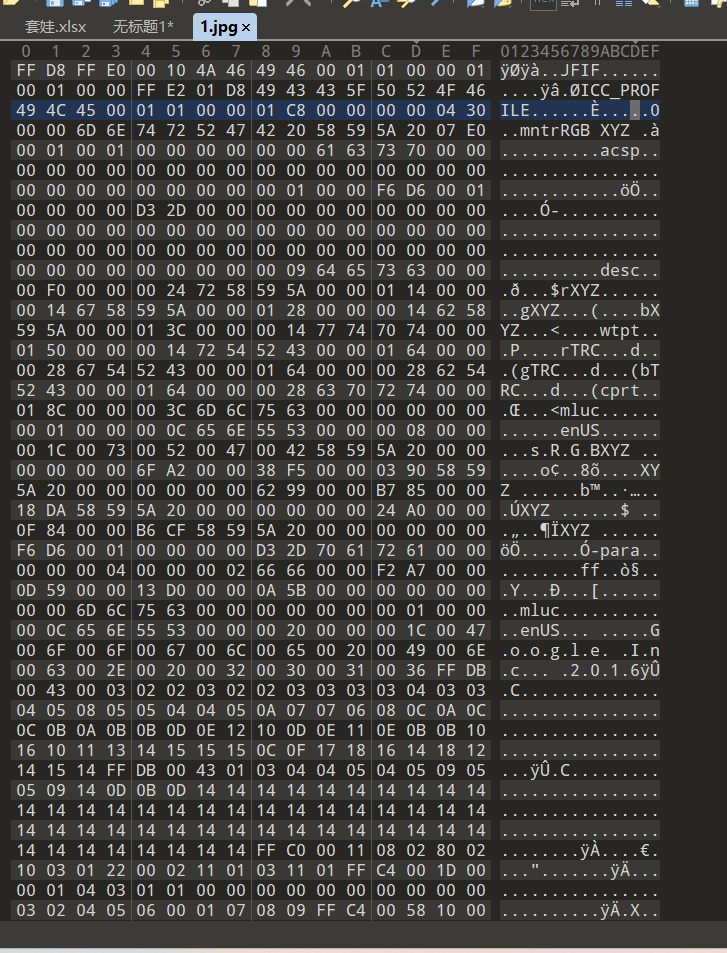 套娃.xlsx 无标题1* 1.jpg ×
0 1 2 3 4 5 6 7 8 9 A B C D E F 0123456789ABCDEF
FF D8 FF E0 00 10 4A 46 49 46 00 01 01 00 00 01 ÿØÿà..JFIF......
00 01 00 00 FF E2 01 D8 49 43 43 5F 50 52 4F 46 ....ÿâ.ØICC_PROF
49 4C 45 00 01 01 00 00 01 C8 00 00 00 00 04 30 ILE......È.....0
00 00 6D 6E 74 72 52 47 42 20 58 59 5A 20 07 E0 ..mntrRGB XYZ .à
00 01 00 01 00 00 00 00 00 00 61 63 73 70 00 00 ..........acsp..
00 00 00 00 00 00 00 00 00 00 00 00 00 00 00 00 ................
00 00 00 00 00 00 00 00 00 01 00 00 F6 D6 00 01 ............öÖ..
00 00 00 00 D3 2D 00 00 00 00 00 00 00 00 00 00 ....Ó-..........
00 00 00 00 00 00 00 00 00 00 00 00 00 00 00 00 ................
00 00 00 00 00 00 00 00 00 00 00 00 00 00 00 00 ................
00 00 00 00 00 00 00 00 00 09 64 65 73 63 00 00 ..........desc..
00 F0 00 00 00 24 72 58 59 5A 00 00 01 14 00 00 .ð...$rXYZ......
00 14 67 58 59 5A 00 00 01 28 00 00 00 14 62 58 ..gXYZ...(....bX
59 5A 00 00 01 3C 00 00 00 14 77 74 70 74 00 00 YZ...<....wtpt..
01 50 00 00 00 14 72 54 52 43 00 00 01 64 00 00 .P....rTRC...d..
00 28 67 54 52 43 00 00 01 64 00 00 00 28 62 54 .(gTRC...d...(bT
52 43 00 00 01 64 00 00 00 28 63 70 72 74 00 00 RC...d...(cprt..
01 8C 00 00 00 3C 6D 6C 75 63 00 00 00 00 00 00 .Œ...<mluc......
00 01 00 00 00 0C 65 6E 55 53 00 00 00 08 00 00 ......enUS......
00 1C 00 73 00 52 00 47 00 42 58 59 5A 20 00 00 ...s.R.G.BXYZ ..
00 00 00 00 6F A2 00 00 38 F5 00 00 03 90 58 59 ....o¢..8õ....XY
5A 20 00 00 00 00 00 00 62 99 00 00 B7 85 00 00 Z ......b™..·…..
18 DA 58 59 5A 20 00 00 00 00 00 00 24 A0 00 00 .ÚXYZ ......$ ..
0F 84 00 00 B6 CF 58 59 5A 20 00 00 00 00 00 00 .„..¶ÏXYZ ......
F6 D6 00 01 00 00 00 00 D3 2D 70 61 72 61 00 00 öÖ......Ó-para..
00 00 00 04 00 00 00 02 66 66 00 00 F2 A7 00 00 ........ff..ò§..
0D 59 00 00 13 D0 00 00 0A 5B 00 00 00 00 00 00 .Y...Ð...[......
00 00 6D 6C 75 63 00 00 00 00 00 00 00 01 00 00 ..mluc..........
00 0C 65 6E 55 53 00 00 00 20 00 00 00 1C 00 47 ..enUS... .....G
00 6F 00 6F 00 67 00 6C 00 65 00 20 00 49 00 6E .o.o.g.l.e. .I.n
00 63 00 2E 00 20 00 32 00 30 00 31 00 36 FF DB .c... .2.0.1.6ÿÛ
00 43 00 03 02 02 03 02 02 03 03 03 03 04 03 03 .C..............
04 05 08 05 05 04 04 05 0A 07 07 06 08 0C 0A 0C ................
0C 0B 0A 0B 0B 0D 0E 12 10 0D 0E 11 0E 0B 0B 10 ................
16 10 11 13 14 15 15 15 0C 0F 17 18 16 14 18 12 ................
14 15 14 FF DB 00 43 01 03 04 04 05 04 05 09 05 ...ÿÛ.C.........
05 09 14 0D 0B 0D 14 14 14 14 14 14 14 14 14 14 ................
14 14 14 14 14 14 14 14 14 14 14 14 14 14 14 14 ................
14 14 14 14 14 14 14 14 14 14 14 14 14 14 14 14 ................
14 14 14 14 14 14 14 14 FF C0 00 11 08 02 80 02 ........ÿÀ....€.
10 03 01 22 00 02 11 01 03 11 01 FF C4 00 1D 00 ...".......ÿÄ...
00 01 04 03 01 01 00 00 00 00 00 00 00 00 00 00 ................
03 02 04 05 06 00 01 07 08 09 FF C4 00 58 10 00 ..........ÿÄ.X..